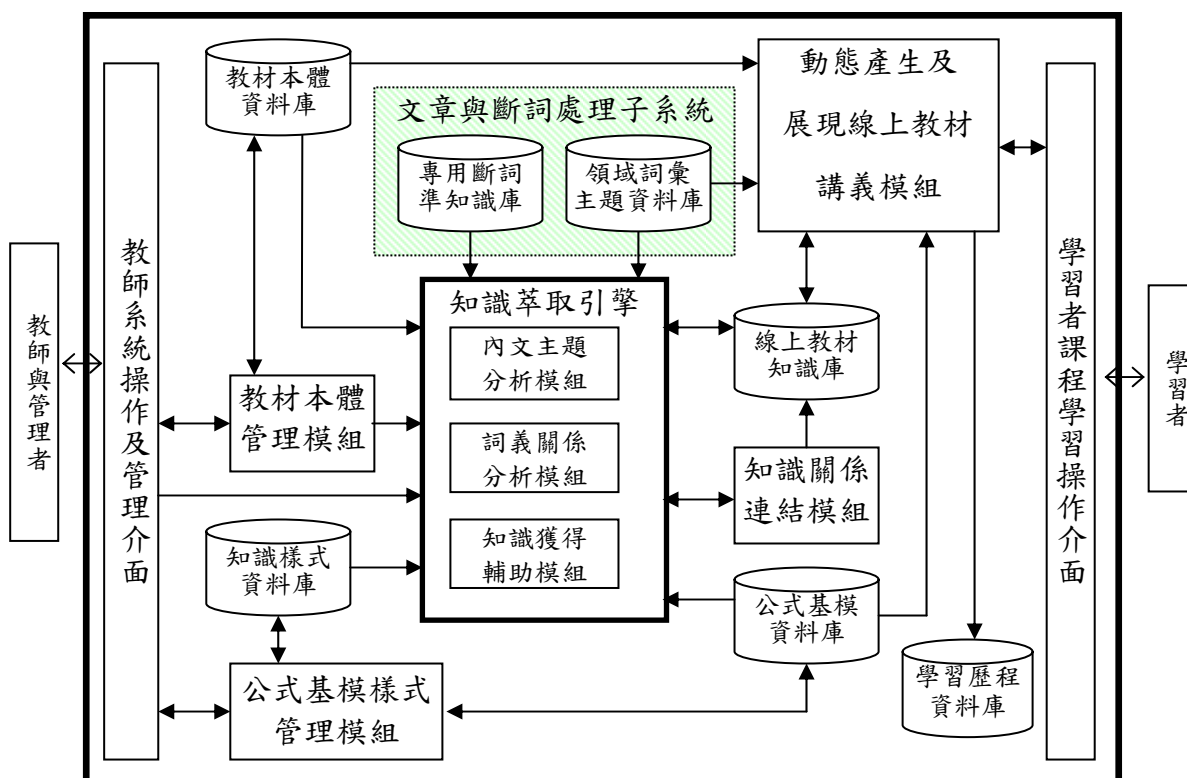 教師與管理者
教師系統操作及管理介面
教材本體
資料庫
文章與斷詞處理子系統
專用斷詞
準知識庫
領域詞彙
主題資料庫
動態產生及
展現線上教材
講義模組
知識萃取引擎
內文主題
分析模組
詞義關係
分析模組
知識獲得
輔助模組
教材本體
管理模組
知識樣式
資料庫
公式基模樣式
管理模組
線上教材
知識庫
知識關係
連結模組
公式基模
資料庫
學習歷程
資料庫
學習者課程學習操作介面
學習者